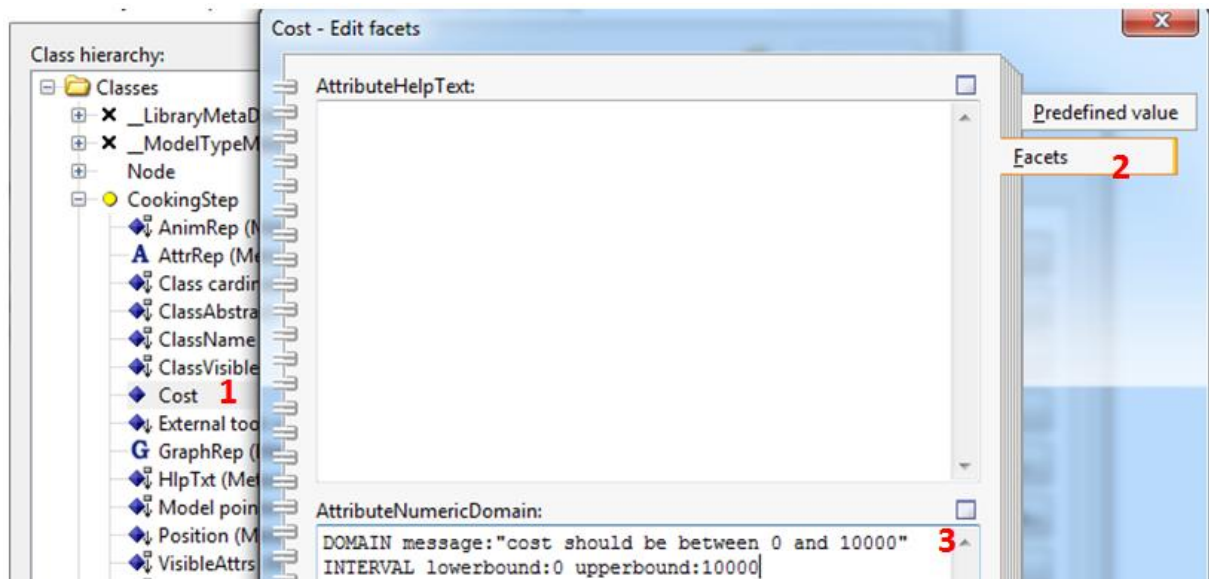 Cost - Edit facets
Class hierarchy:
Classes
__LibraryMetaD
__ModelTypeM
Node
CookingStep
AnimRep (M
A AttrRep (Me
Class cardin
ClassAbstra
ClassName
ClassVisible
Cost 1
External too
G GraphRep (
HlpTxt (Met
Model poin
Position (M
VisibleAttrs
AttributeHelpText:
Predefined value
Facets 2
AttributeNumericDomain:
DOMAIN message:"cost should be between 0 and 10000" 3
INTERVAL lowerbound:0 upperbound:10000